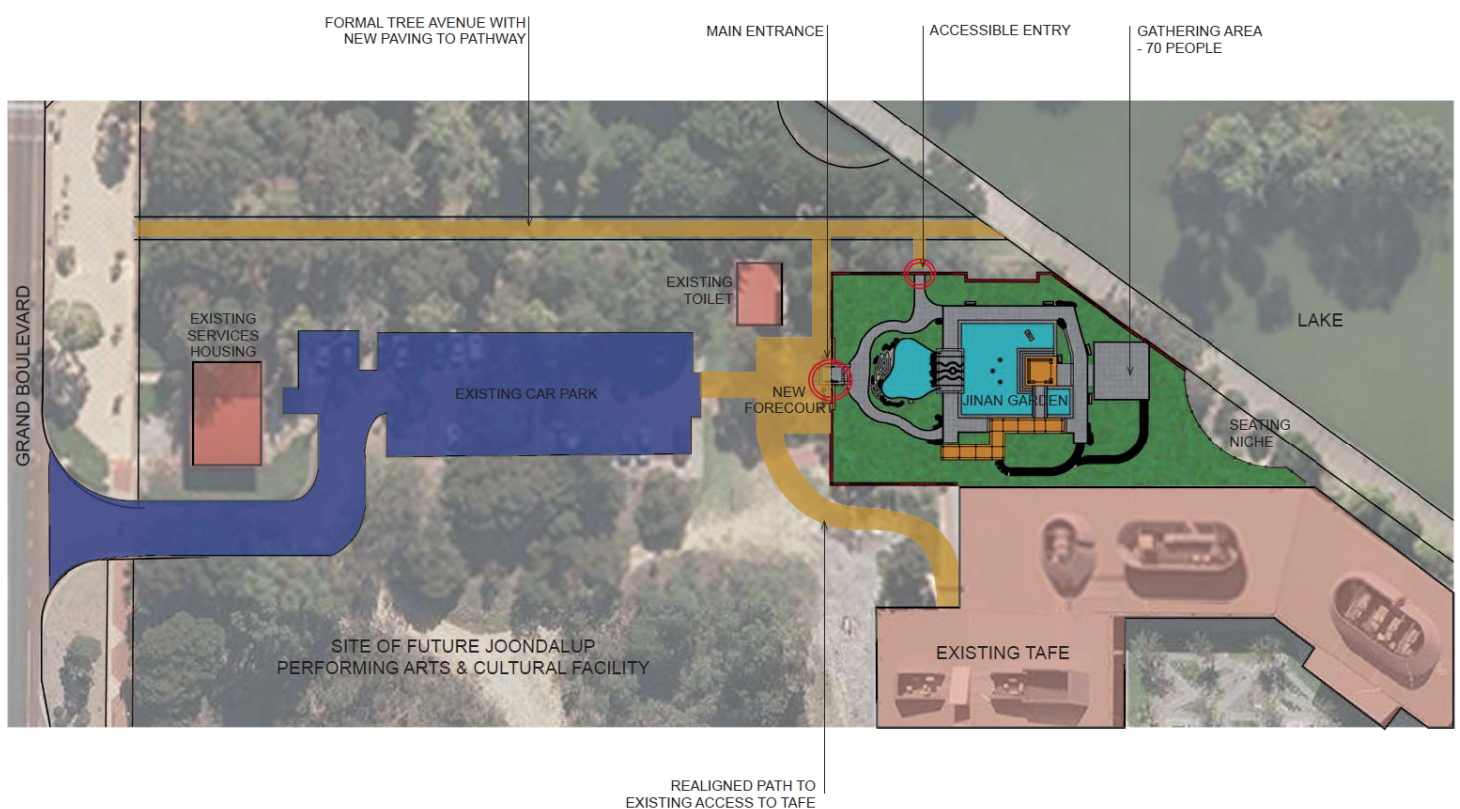 FORMAL TREE AVENUE WITH
NEW PAVING TO PATHWAY
MAIN ENTRANCE
ACCESSIBLE ENTRY
GATHERING AREA
- 70 PEOPLE
GRAND BOULEVARD
EXISTING
SERVICES
HOUSING
EXISTING
TOILET
LAKE
EXISTING CAR PARK
NEW
FORECOURT
JINAN GARDEN
SEATING
NICHE
SITE OF FUTURE JOONDALUP
PERFORMING ARTS & CULTURAL FACILITY
EXISTING TAFE
REALIGNED PATH TO
EXISTING ACCESS TO TAFE